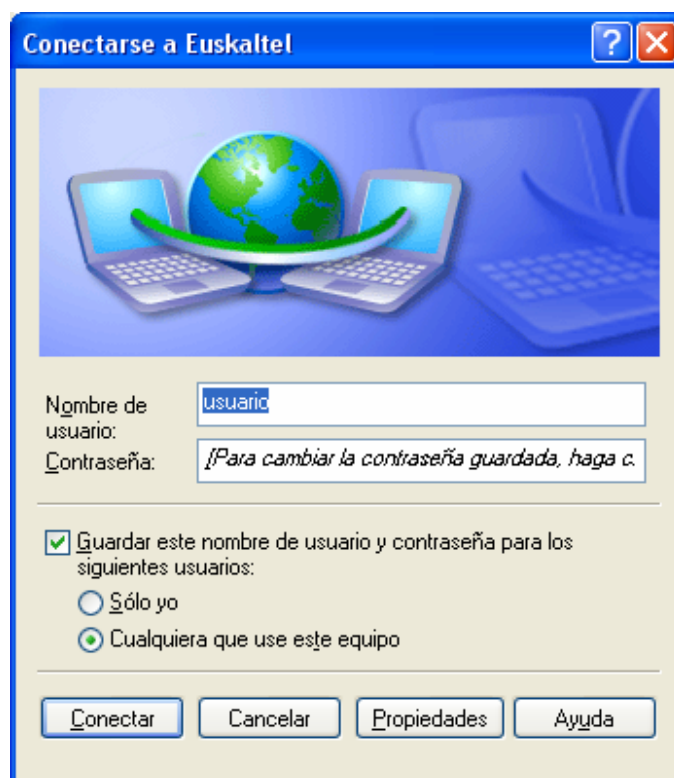 Conectarse a Euskaltel
Nombre de
usuario:
usuario
Contraseña:
[Para cambiar la contraseña guardada, haga c
Guardar este nombre de usuario y contraseña para los
siguientes usuarios:
Sólo yo
Cualquiera que use este equipo
Conectar Cancelar Propiedades Ayuda